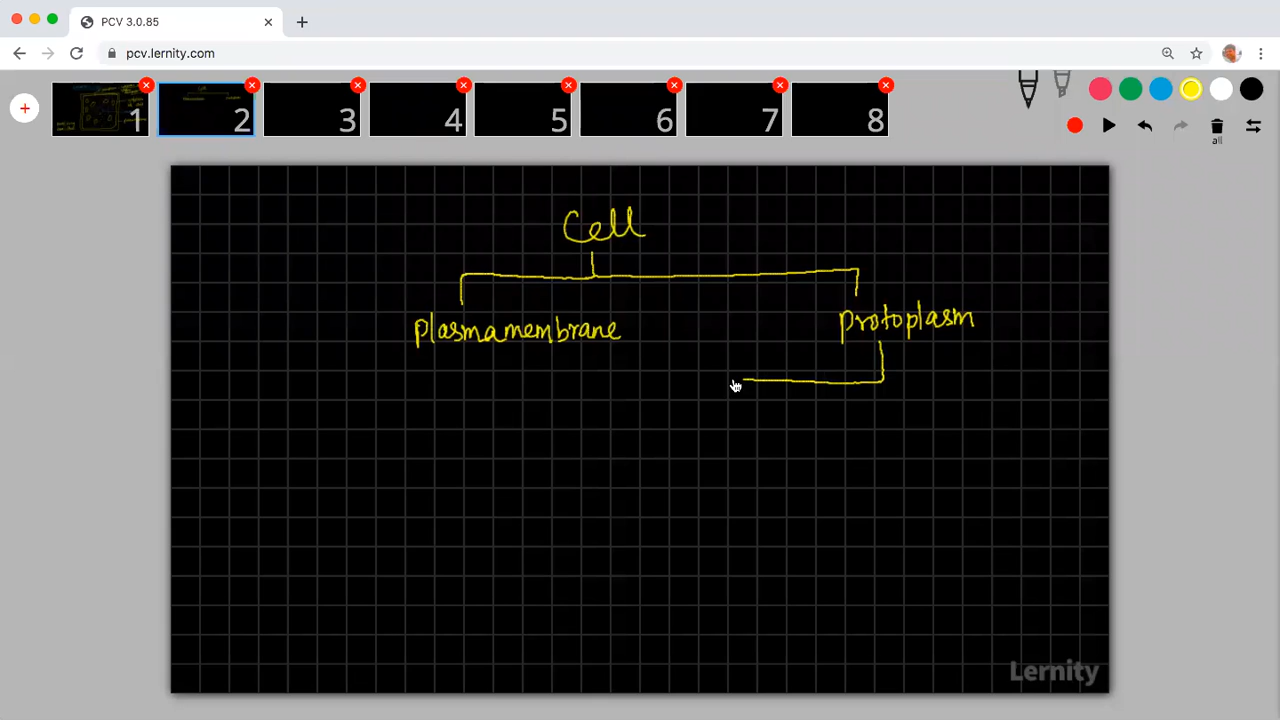 PCV 3.0.85
pcv.lernity.com
1 2 3 4 5 6 7 8
all
Cell
plasmamembrane
protoplasm
Lernity